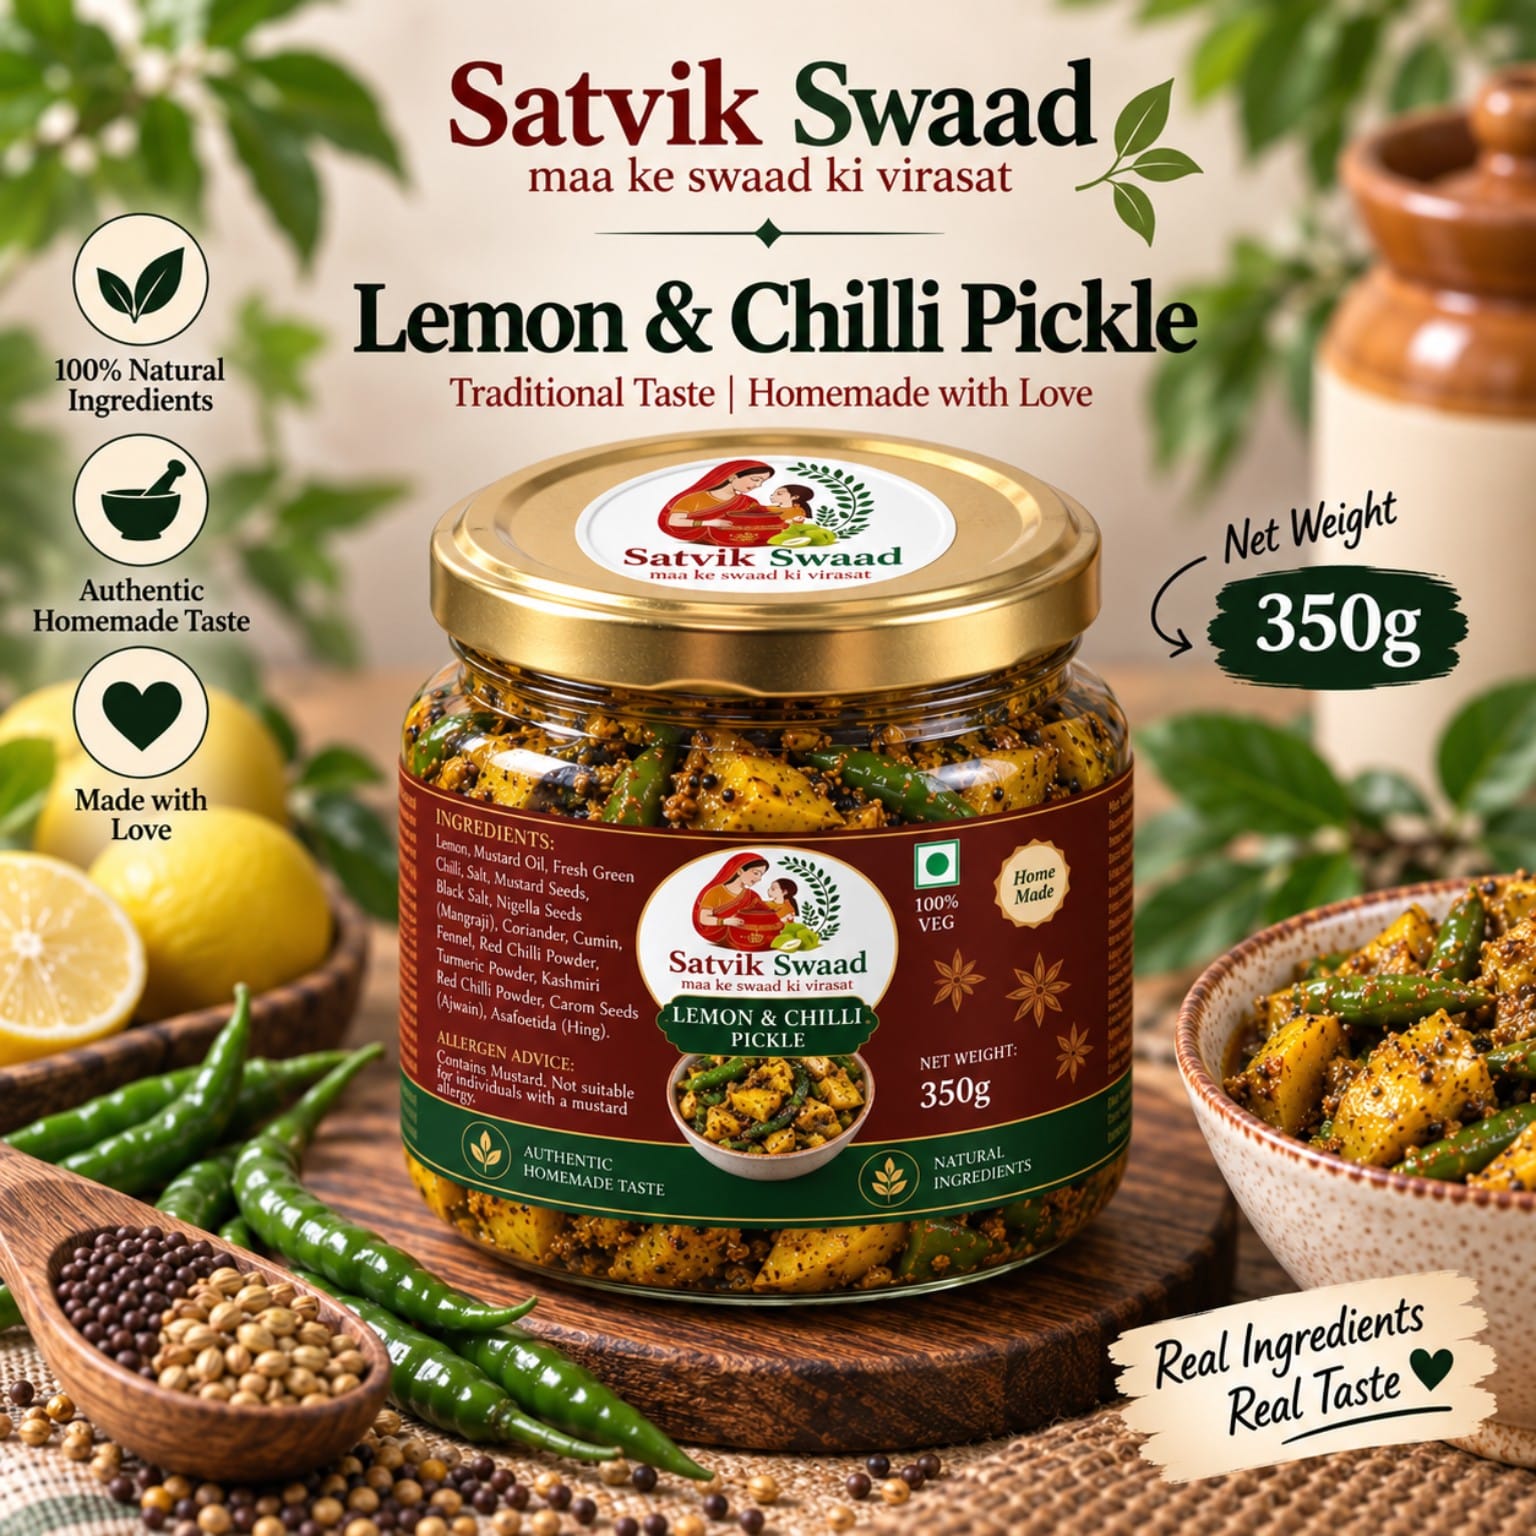 Satvik Swaad
maa ke swaad ki virasat
Lemon & Chilli Pickle
Traditional Taste | Homemade with Love
100% Natural
Ingredients
Authentic
Homemade Taste
Made with
Love
Net Weight
350g
Satvik Swaad
maa ke swaad ki virasat
INGREDIENTS:
Lemon, Mustard Oil, Fresh Green
Chilli, Salt, Mustard Seeds,
Black Salt, Nigella Seeds
(Mangraji), Coriander, Cumin,
Fennel, Red Chilli Powder,
Turmeric Powder, Kashmiri
Red Chilli Powder, Carom Seeds
(Ajwain), Asafoetida (Hing).
ALLERGEN ADVICE:
Contains Mustard. Not suitable
for individuals with a mustard
allergy.
Satvik Swaad
maa ke swaad ki virasat
LEMON & CHILLI
PICKLE
100%
VEG
Home
Made
NET WEIGHT:
350g
AUTHENTIC
HOMEMADE TASTE
NATURAL
INGREDIENTS
Real Ingredients
Real Taste